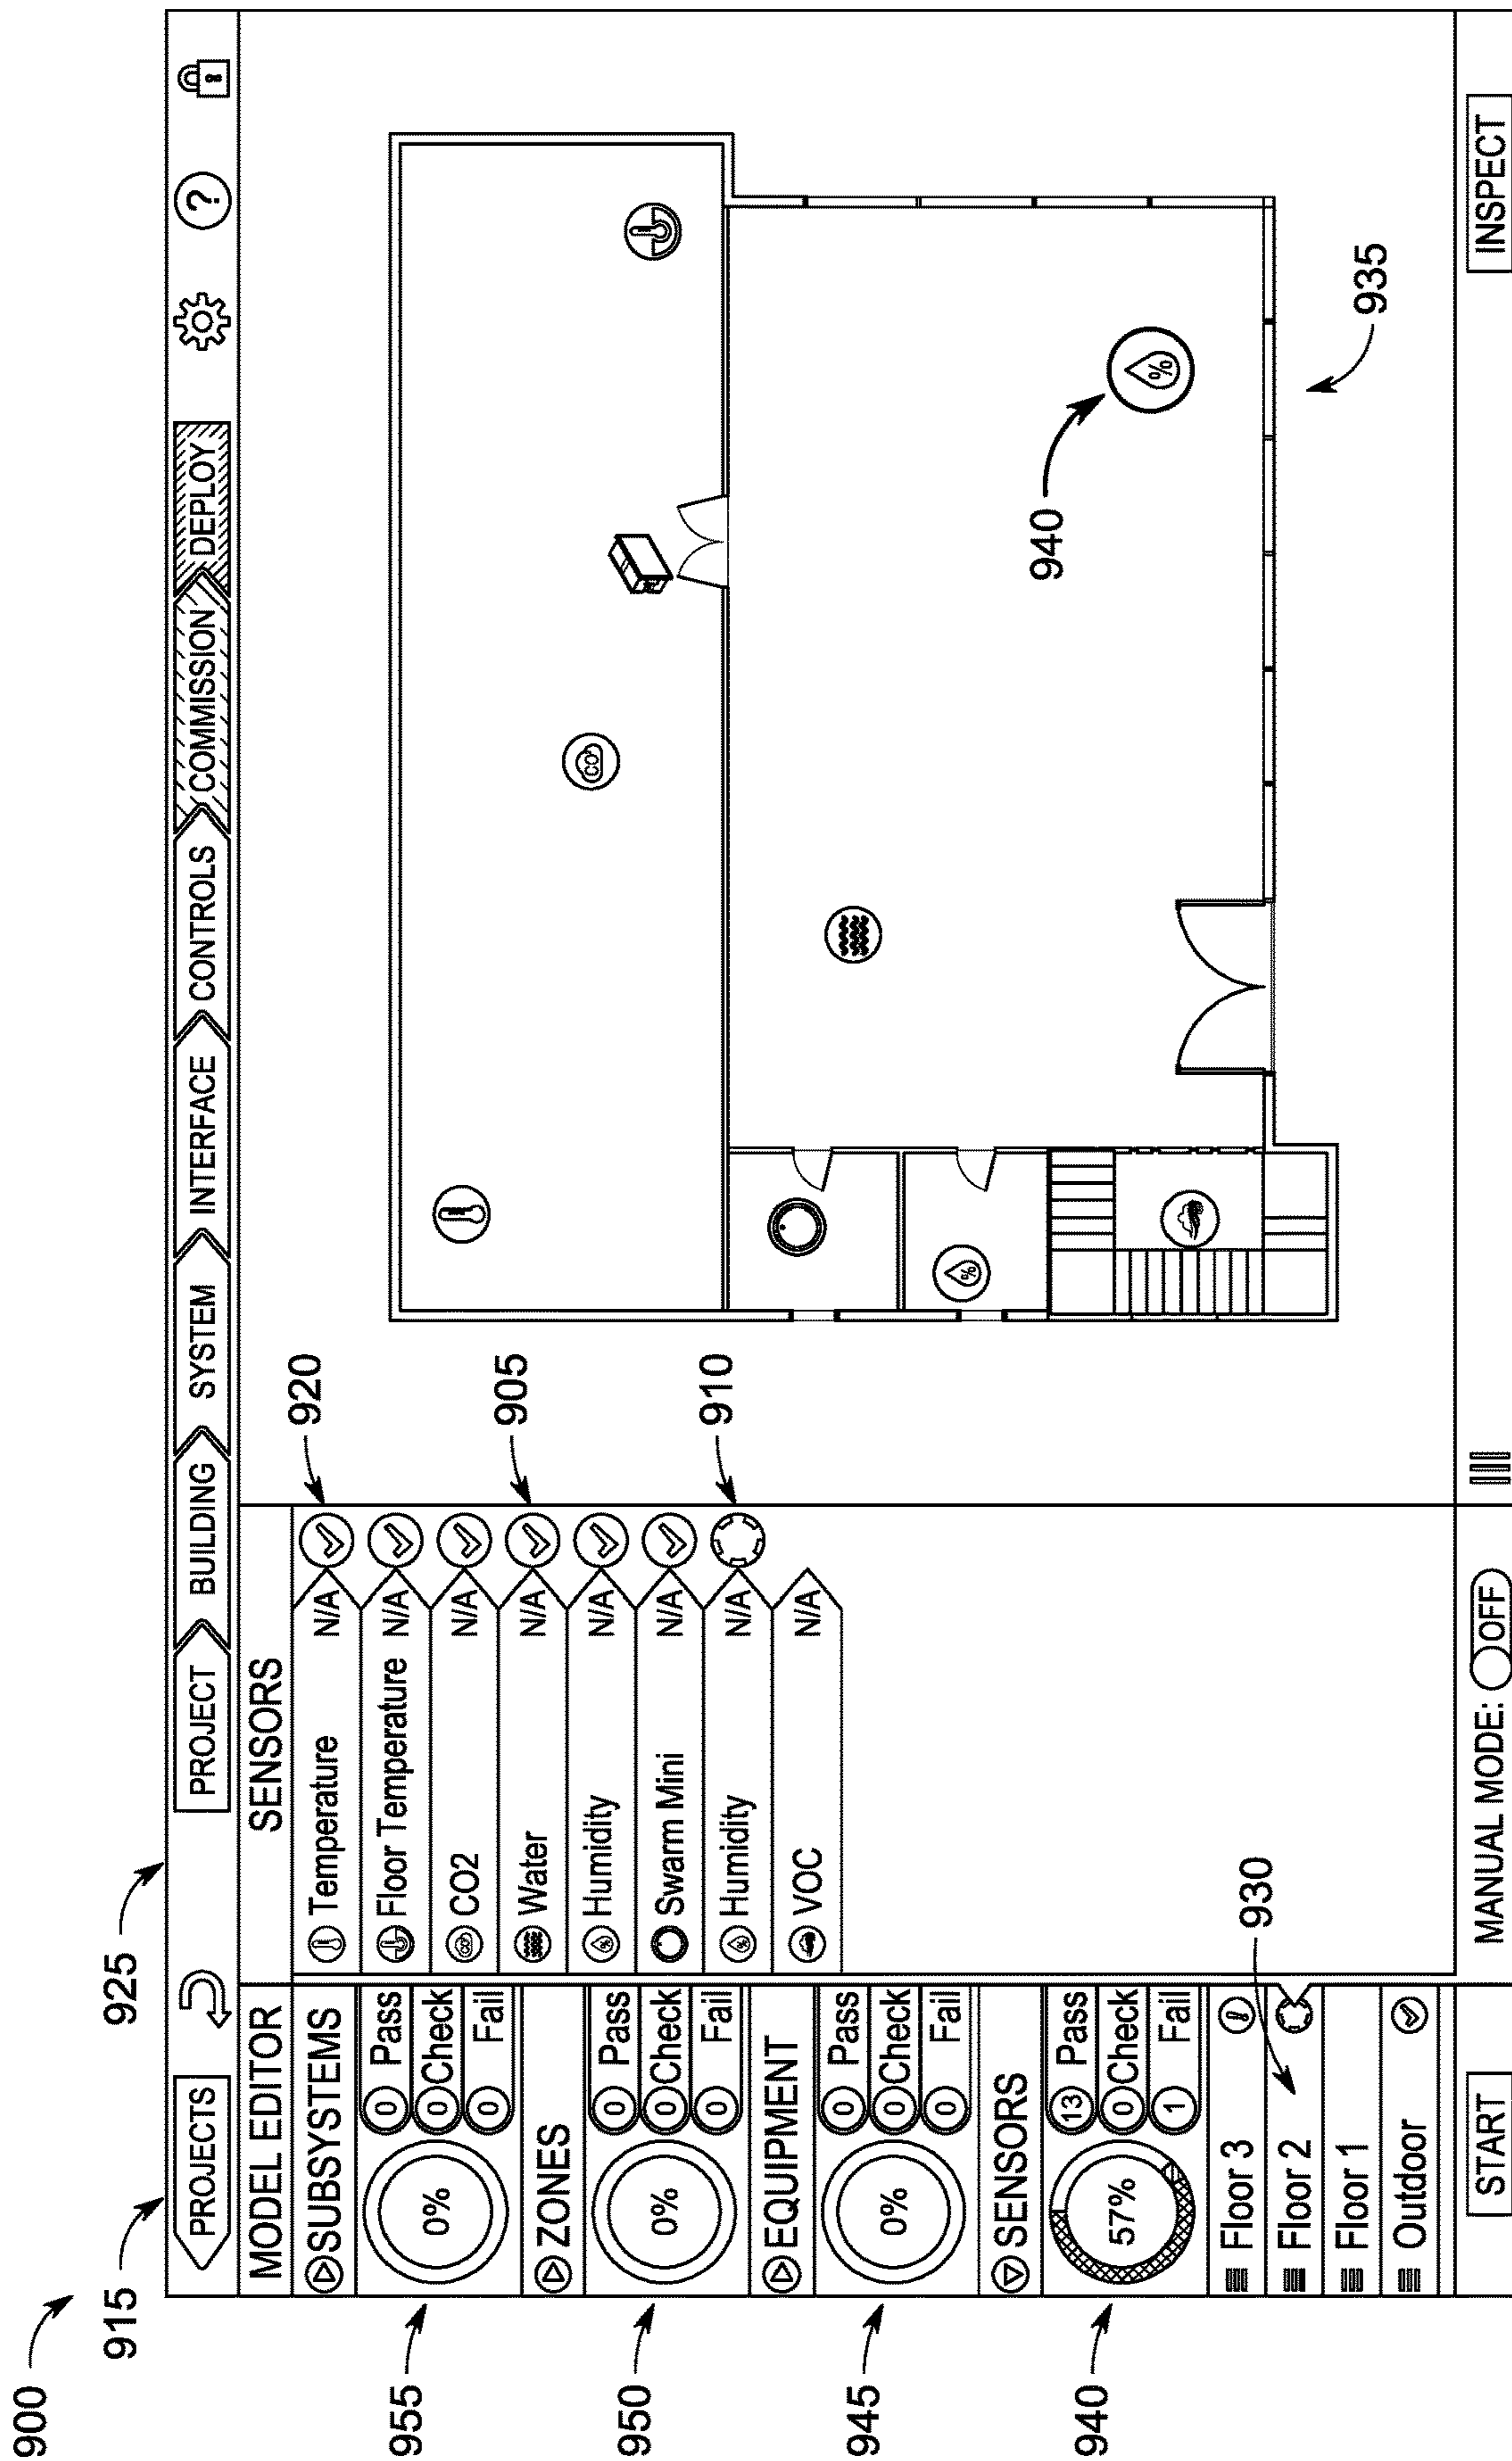 900
915
925
PROJECTS
PROJECT
BUILDING
SYSTEM
INTERFACE
CONTROLS
COMMISSION
DEPLOY
?
MODEL EDITOR
SENSORS
SUBSYSTEMS
955
0%
0 Pass
0 Check
0 Fail
ZONES
950
0%
0 Pass
0 Check
0 Fail
EQUIPMENT
945
0%
0 Pass
0 Check
0 Fail
SENSORS
940
57%
13 Pass
0 Check
1 Fail
Floor 3
Floor 2
930
Floor 1
Outdoor
Temperature N/A
920
Floor Temperature N/A
CO2 N/A
Water N/A
905
% Humidity N/A
Swarm Mini N/A
% Humidity N/A
910
VOC N/A
CO
%
940
%
935
START
MANUAL MODE: OFF
INSPECT